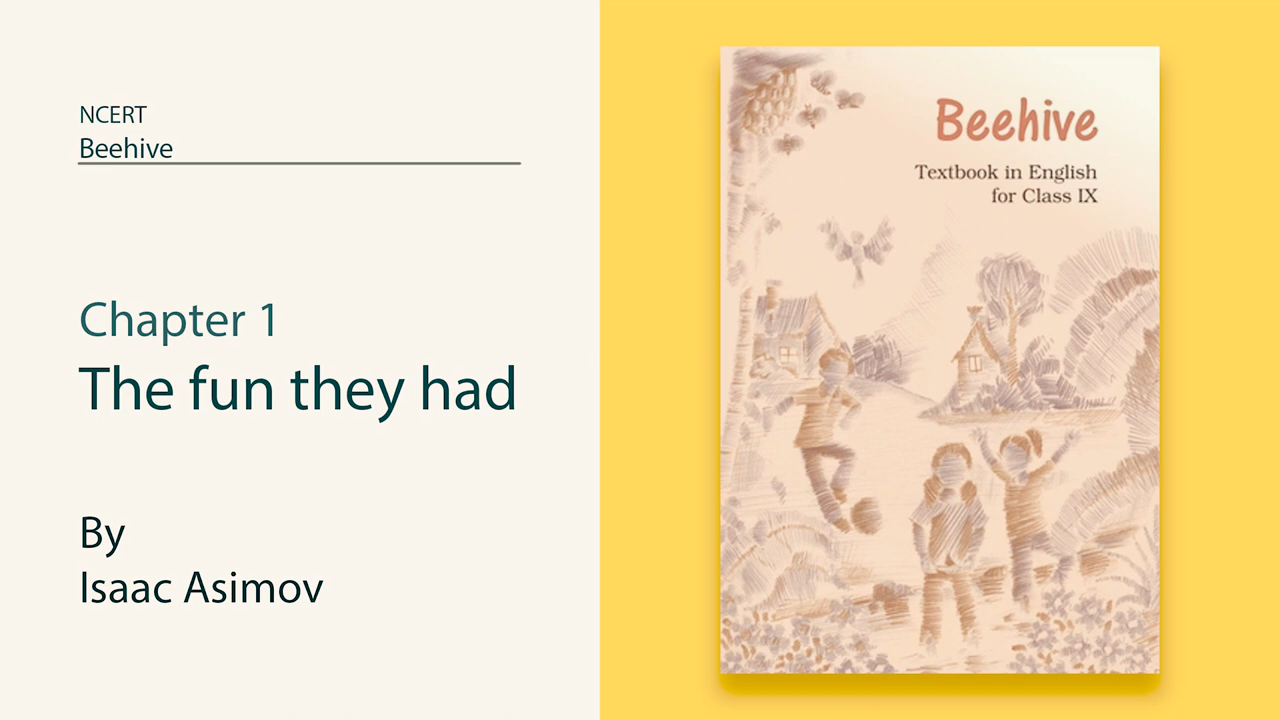 NCERT
Beehive
Chapter 1
The fun they had
By
Isaac Asimov
Beehive
Textbook in English
for Class IX